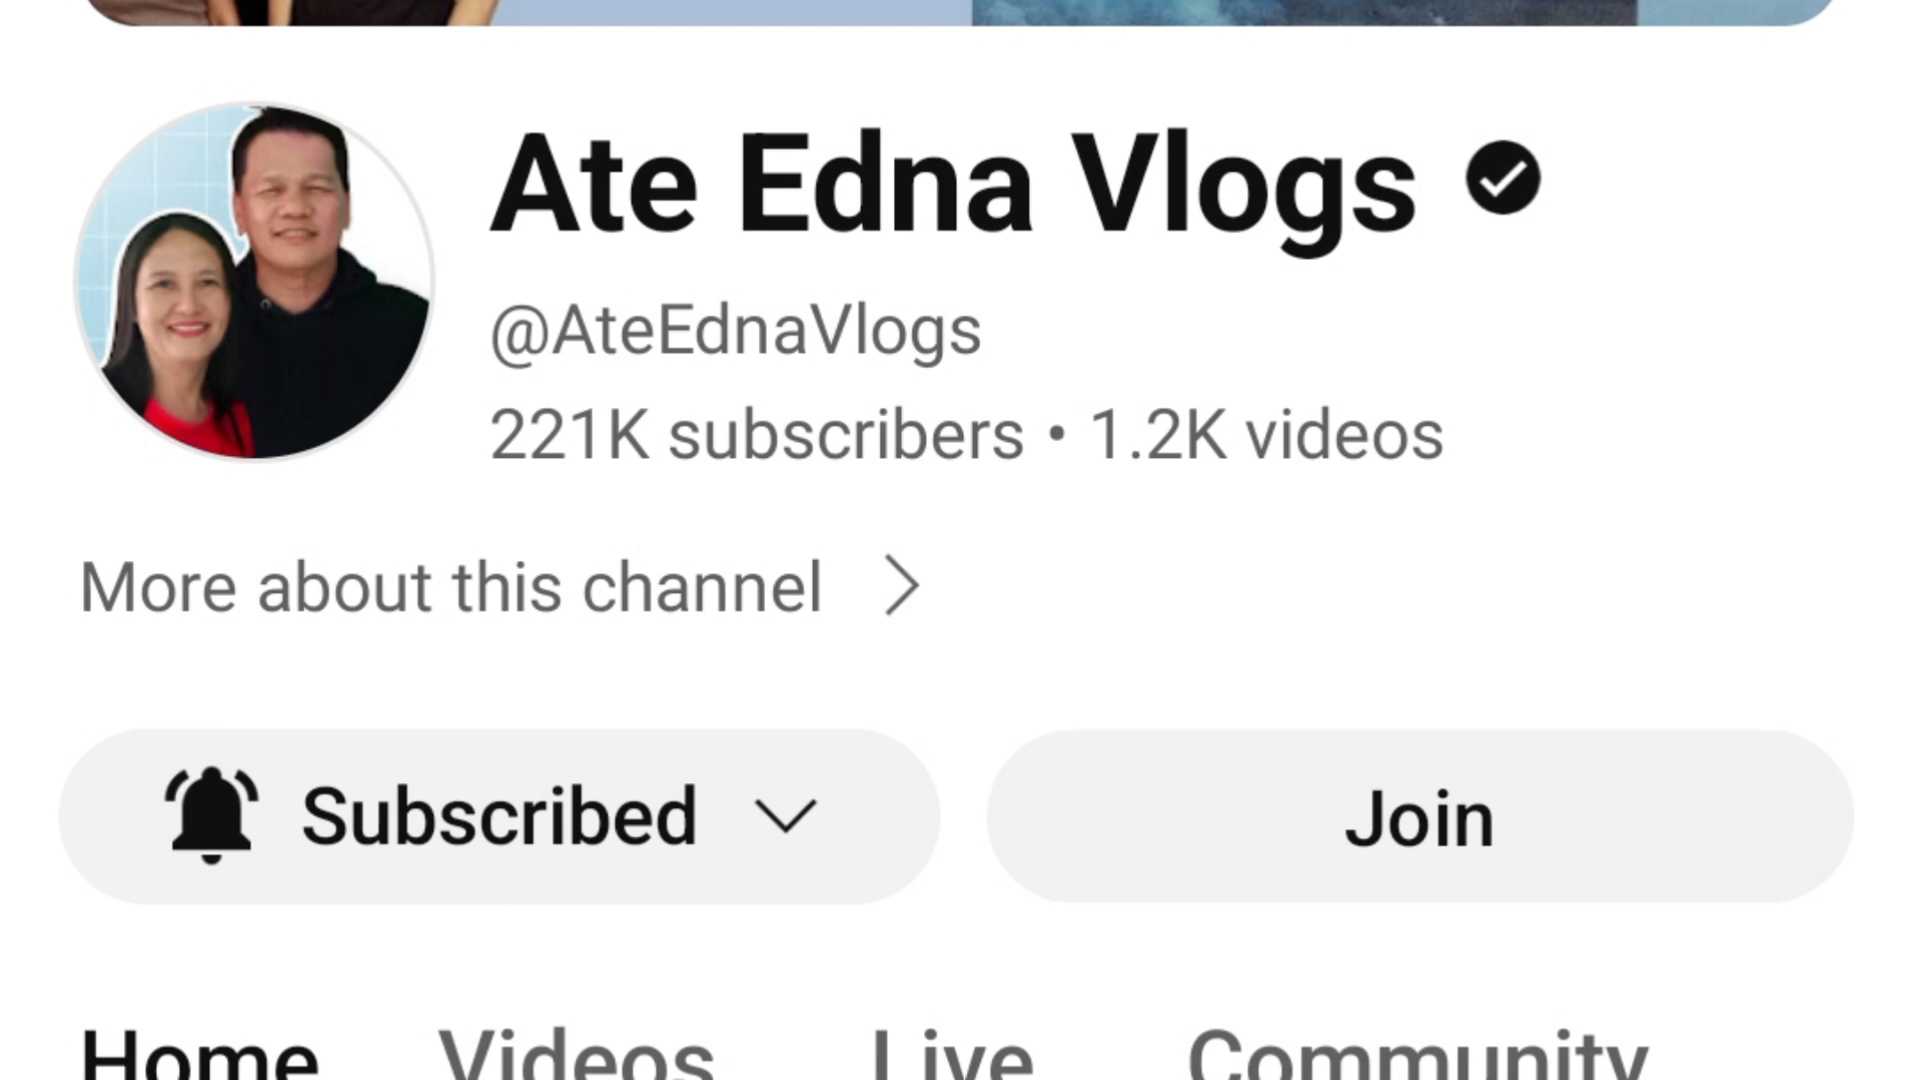 Ate Edna Vlogs
@AteEdnaVlogs
221K subscribers • 1.2K videos
More about this channel
Subscribed
Join
Home Videos Live Community